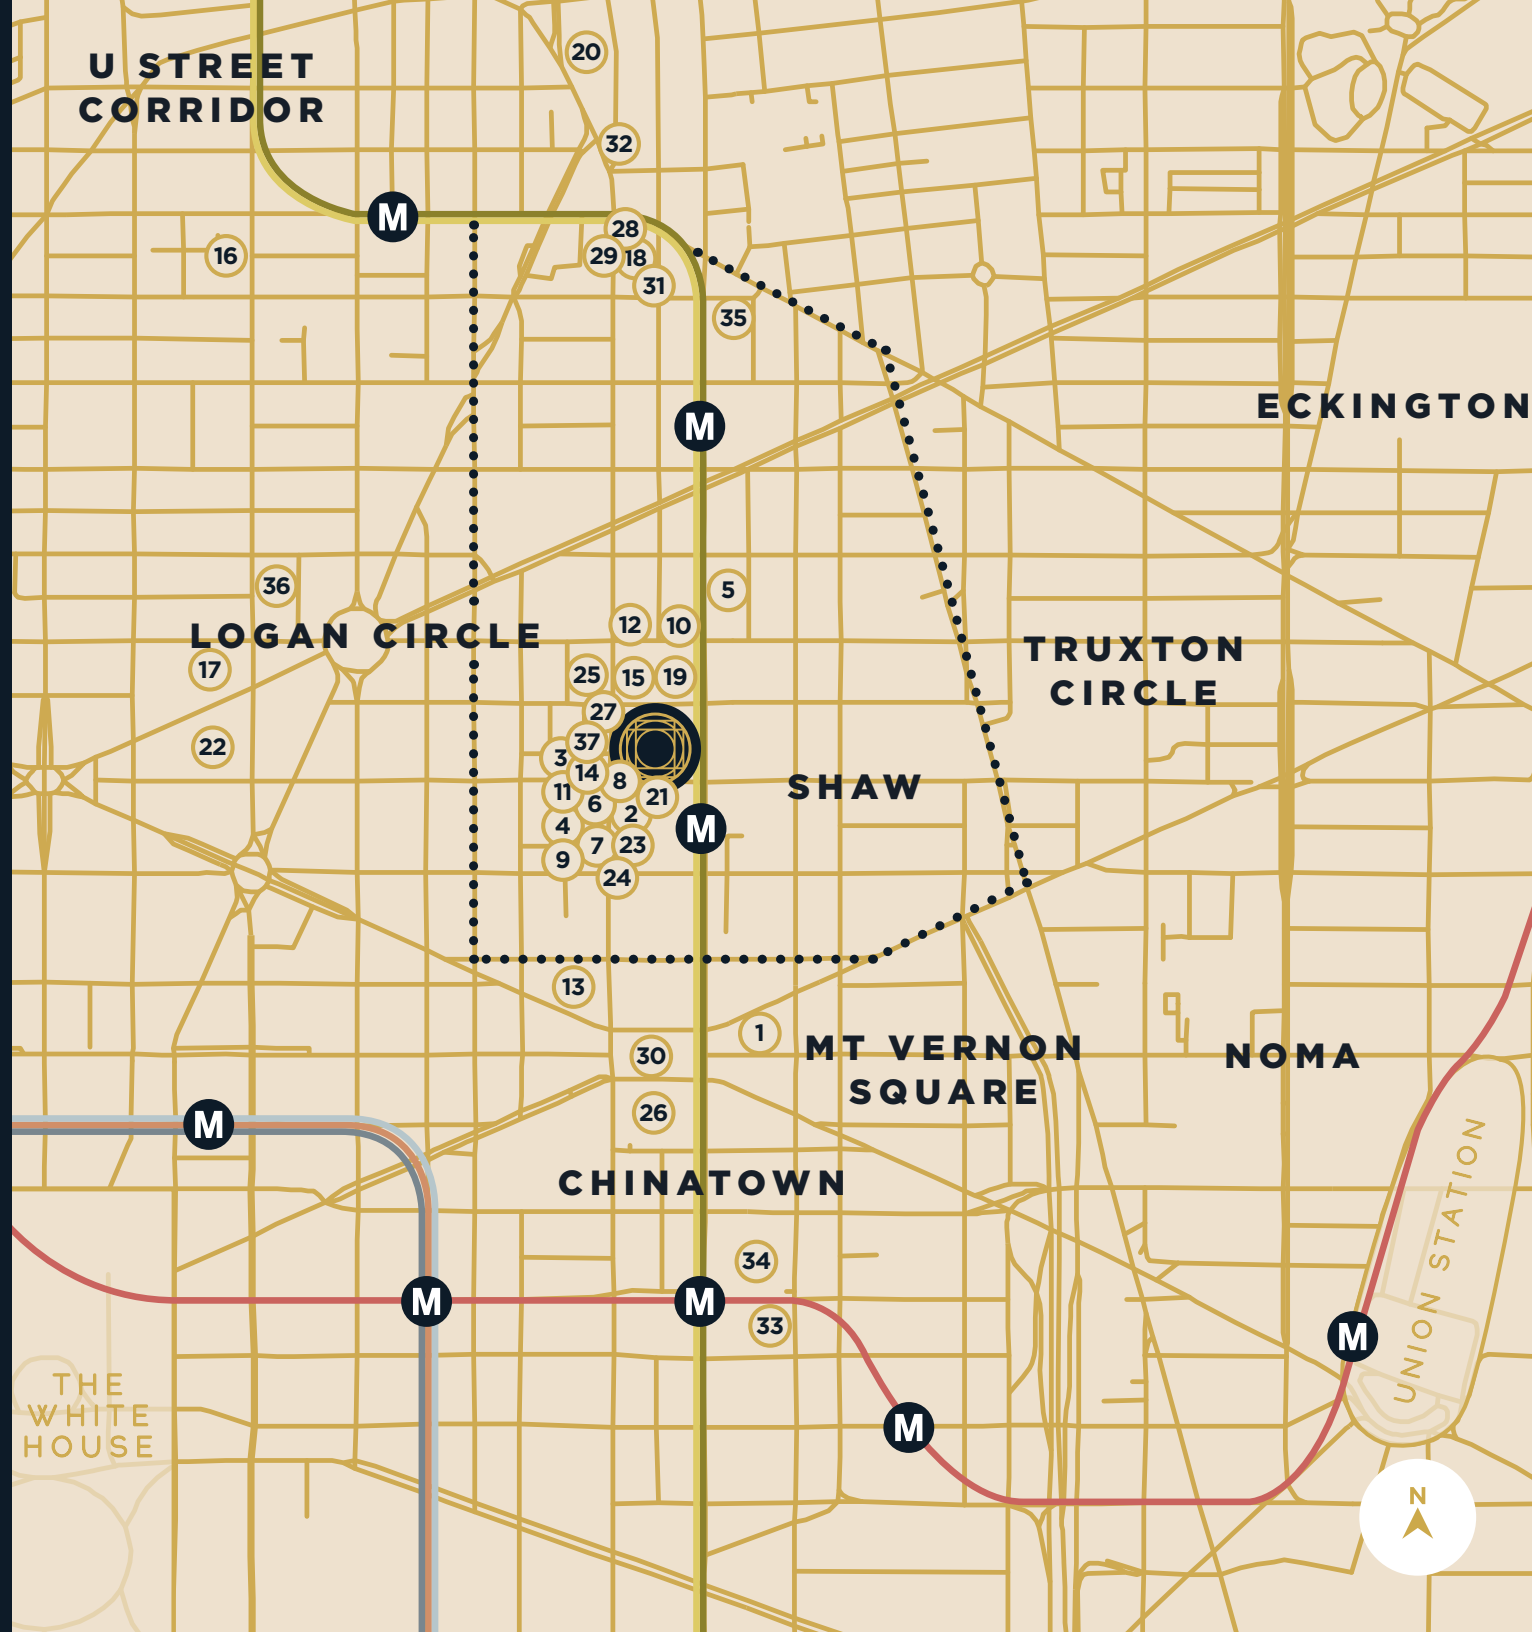 20
U STREET
CORRIDOR
32
M
28
16
29
18
31
35
ECKINGTON
M
36
5
12
10
LOGAN CIRCLE
TRUXTON
CIRCLE
17
25
15
19
27
22
37
3
14
8
SHAW
11
21
6
2
4
M
7
23
9
24
13
1
30
MT VERNON
SQUARE
NOMA
26
M
CHINATOWN
UNION STATION
34
M
M
33
M
THE
WHITE
HOUSE
M
N